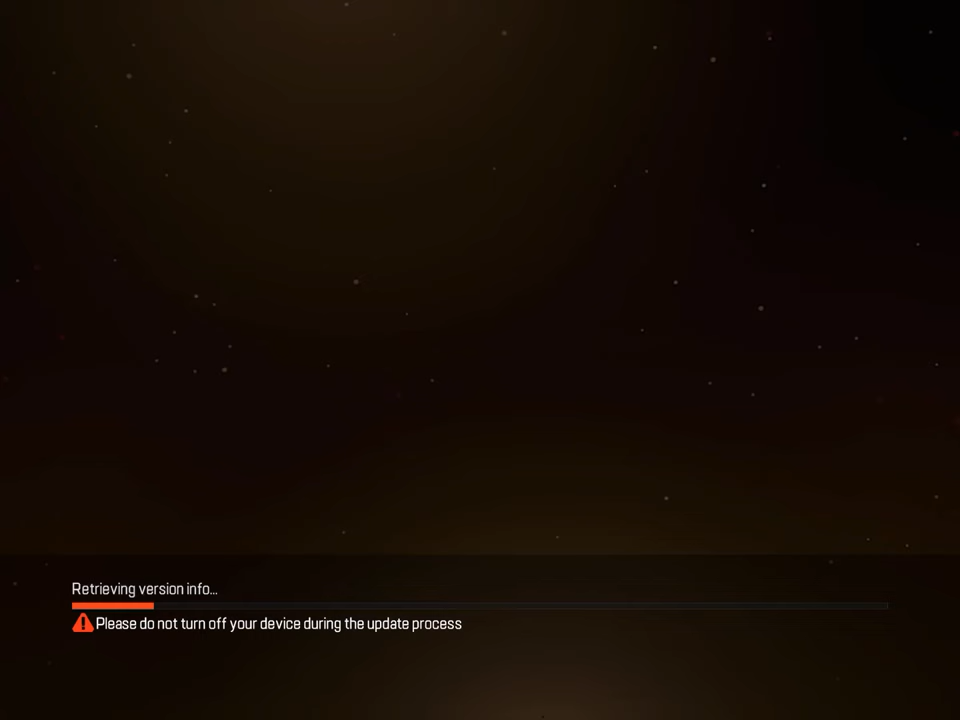 Retrieving version info...
Please do not turn off your device during the update process